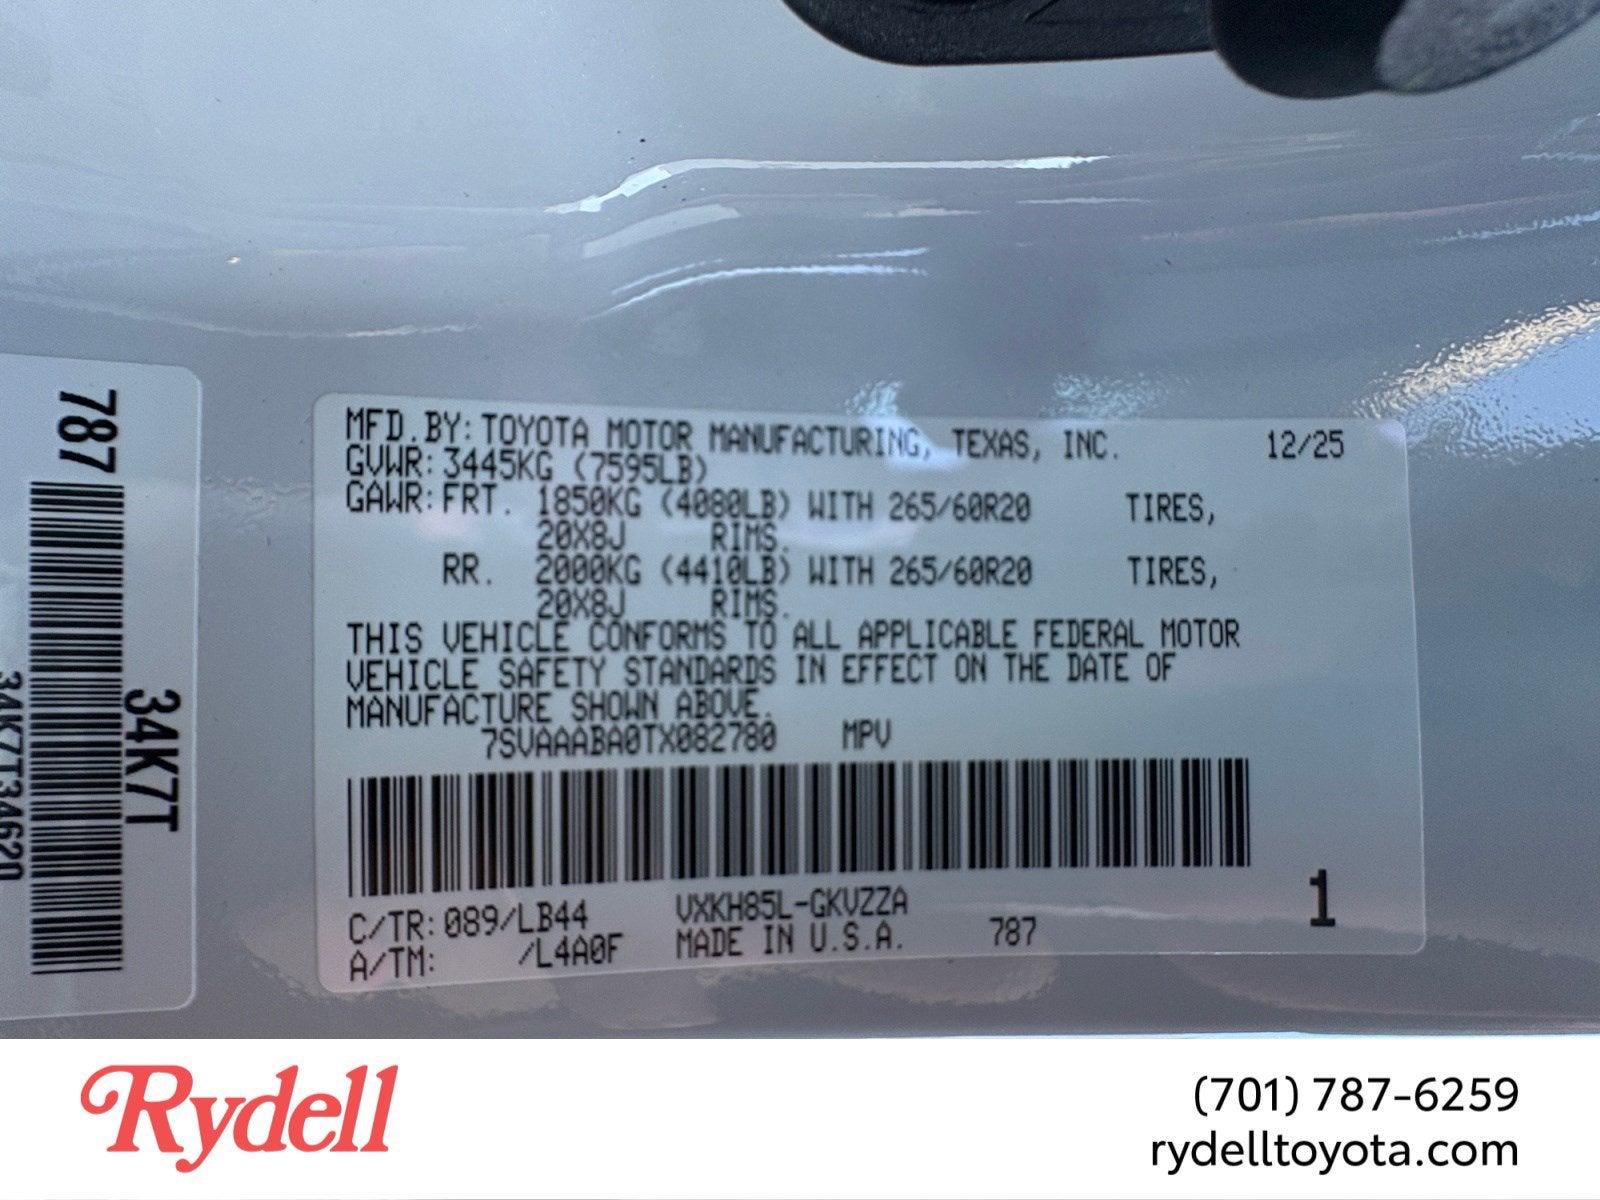 787
34K7T
34K7T34620
MFD.BY: TOYOTA MOTOR MANUFACTURING, TEXAS, INC. 12/25
GVWR: 3445KG (7595LB)
GAWR: FRT. 1850KG (4080LB) WITH 265/60R20 TIRES,
20X8J RIMS.
RR. 2000KG (4410LB) WITH 265/60R20 TIRES,
20X8J RIMS.
THIS VEHICLE CONFORMS TO ALL APPLICABLE FEDERAL MOTOR
VEHICLE SAFETY STANDARDS IN EFFECT ON THE DATE OF
MANUFACTURE SHOWN ABOVE.
7SVAAABA0TX082780 MPV
C/TR: 089/LB44 VXKH85L-GKVZZA
A/TM: /L4A0F MADE IN U.S.A. 787
1
Rydell
(701) 787-6259
rydelltoyota.com